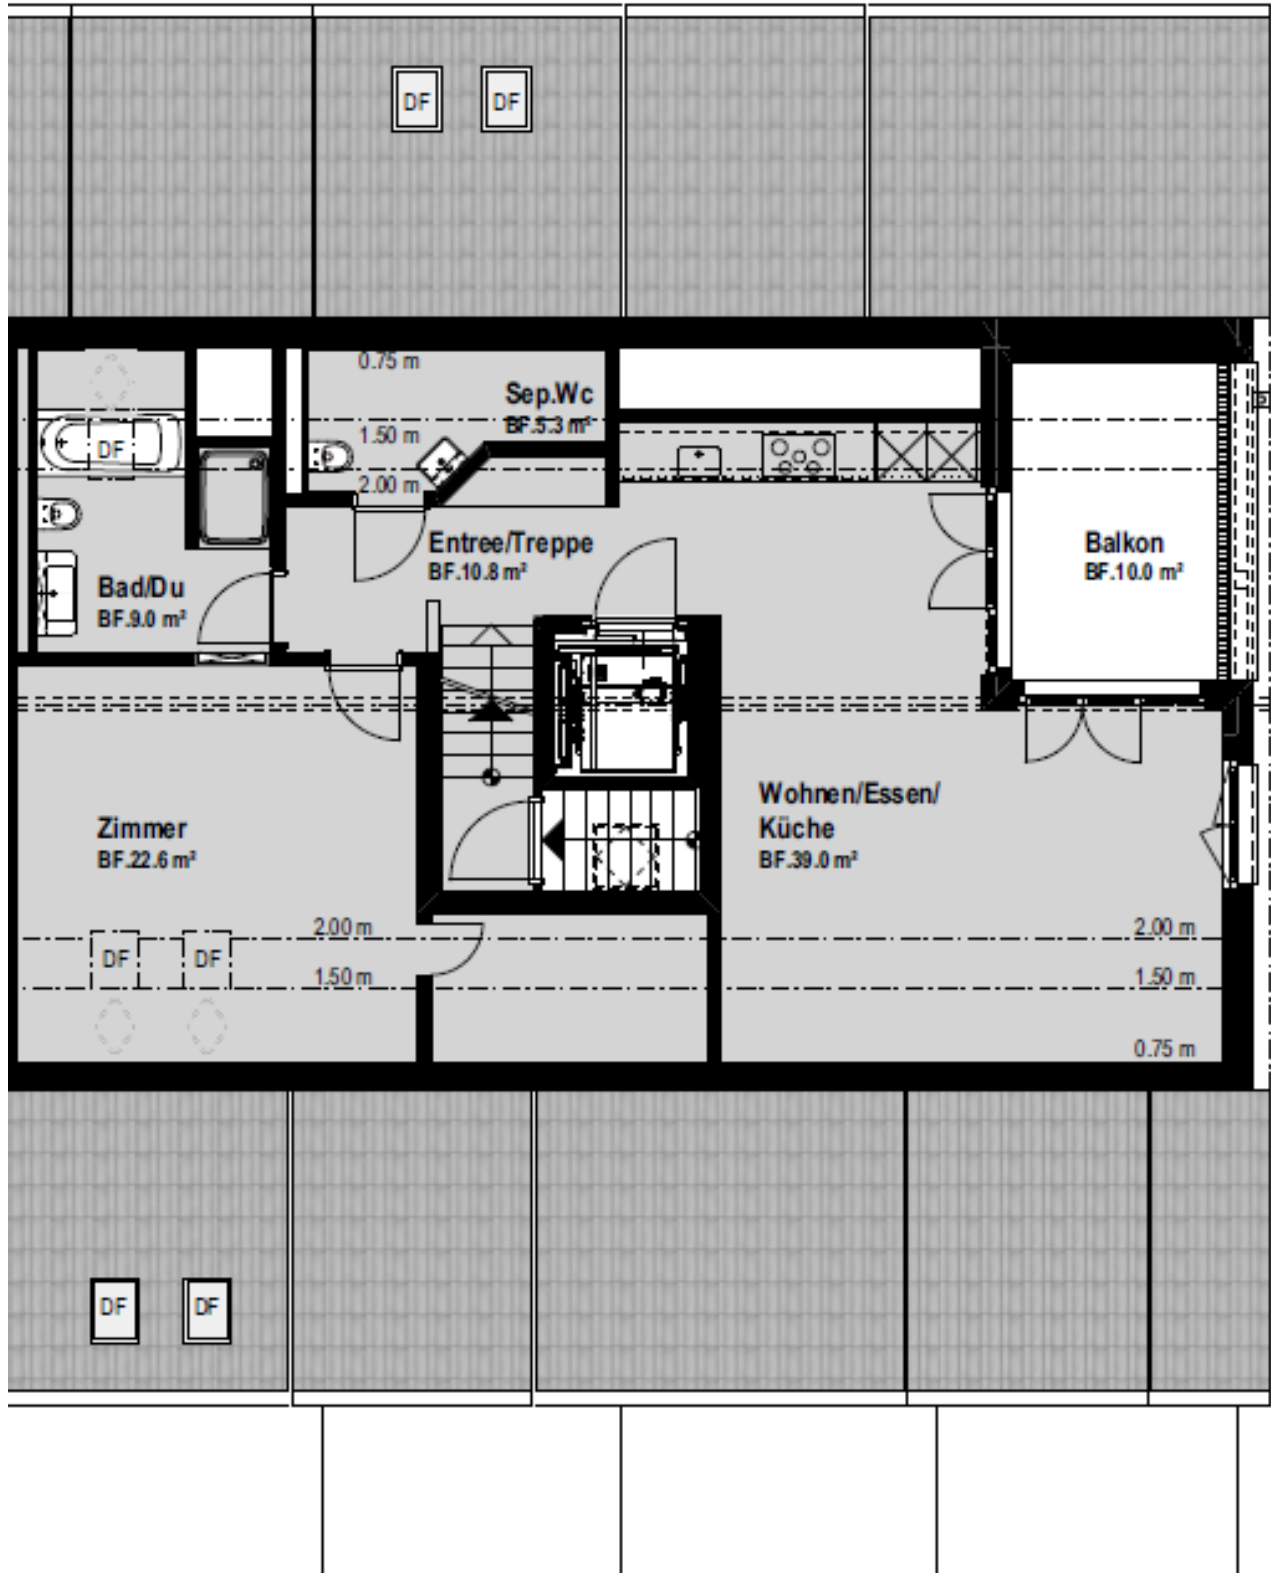 DF
DF
0.75 m
Sep.Wc
BF.5.3 m²
1.50 m
DF
2.00 m
Entree/Treppe
BF.10.8 m²
Balkon
BF.10.0 m²
Bad/Du
BF.9.0 m²
Wohnen/Essen/
Küche
BF.39.0 m²
Zimmer
BF.22.6 m²
2.00 m
2.00 m
DF
DF
1.50 m
1.50 m
0.75 m
DF
DF